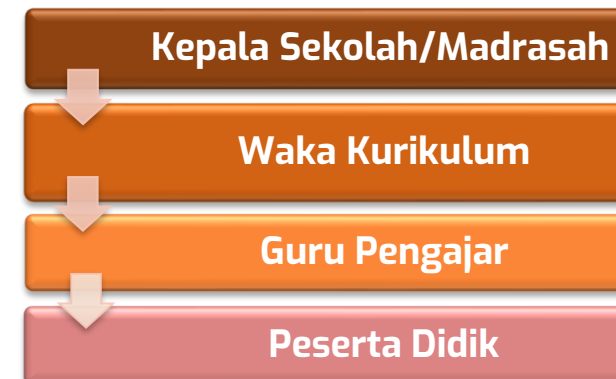 Kepala Sekolah/Madrasah
Waka Kurikulum
Guru Pengajar
Peserta Didik